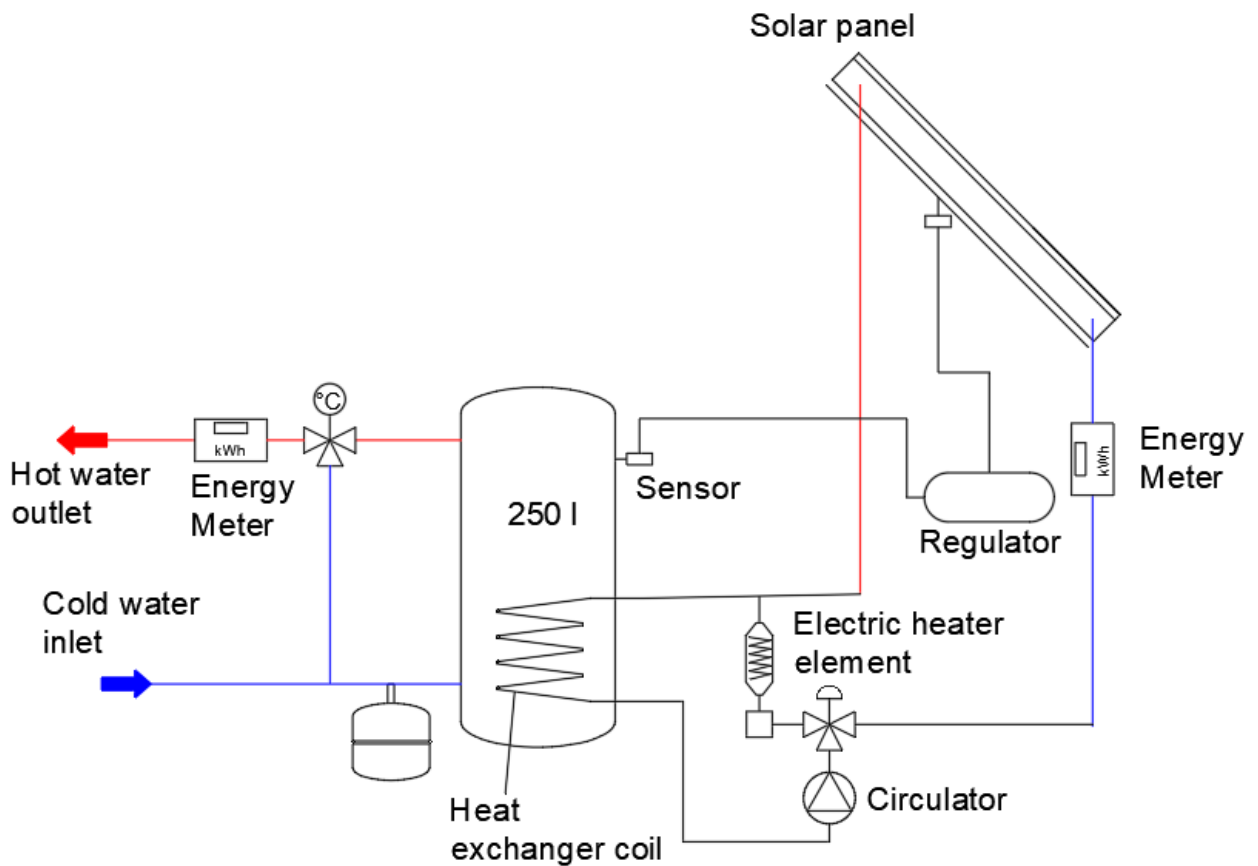 Solar panel
°C
kWh
Hot water
outlet
Energy
Meter
Sensor
250 l
Regulator
kWh
Energy
Meter
Cold water
inlet
Electric heater
element
Heat
exchanger coil
Circulator